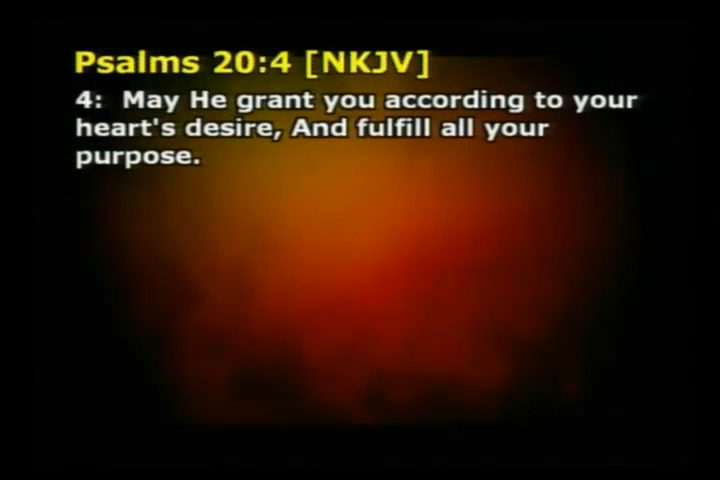 Psalms 20:4 [NKJV]
4: May He grant you according to your
heart's desire, And fulfill all your
purpose.